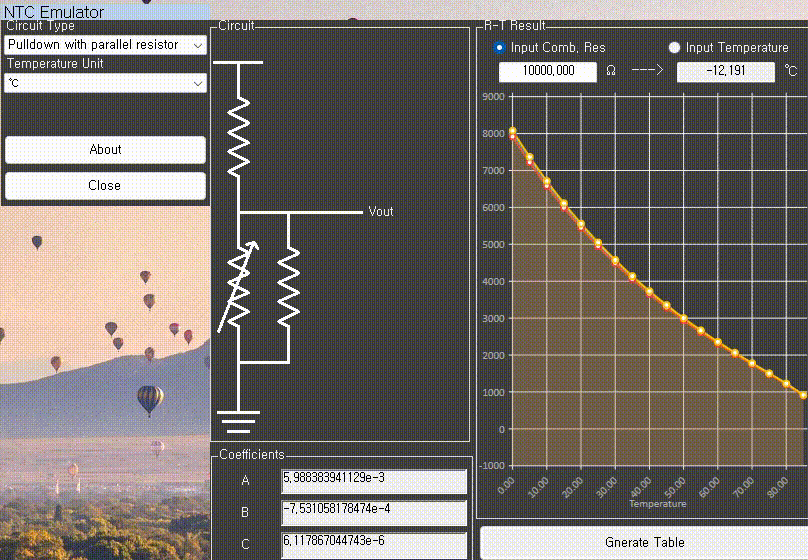 NTC Emulator
Circuit Type
Pulldown with parallel resistor
Temperature Unit
℃
About
Close
Circuit
Vout
Coefficients
A 5,988383941129e-3
B -7,531058178474e-4
C 6,117867044743e-6
R-T Result
Input Comb, Res Input Temperature
10000,000 Ω ---> -12,191 ℃
9000
8000
7000
6000
5000
4000
3000
2000
1000
0
-1000
0.00 10.00 20.00 30.00 40.00 50.00 60.00 70.00 80.00
Temperature
Gnerate Table